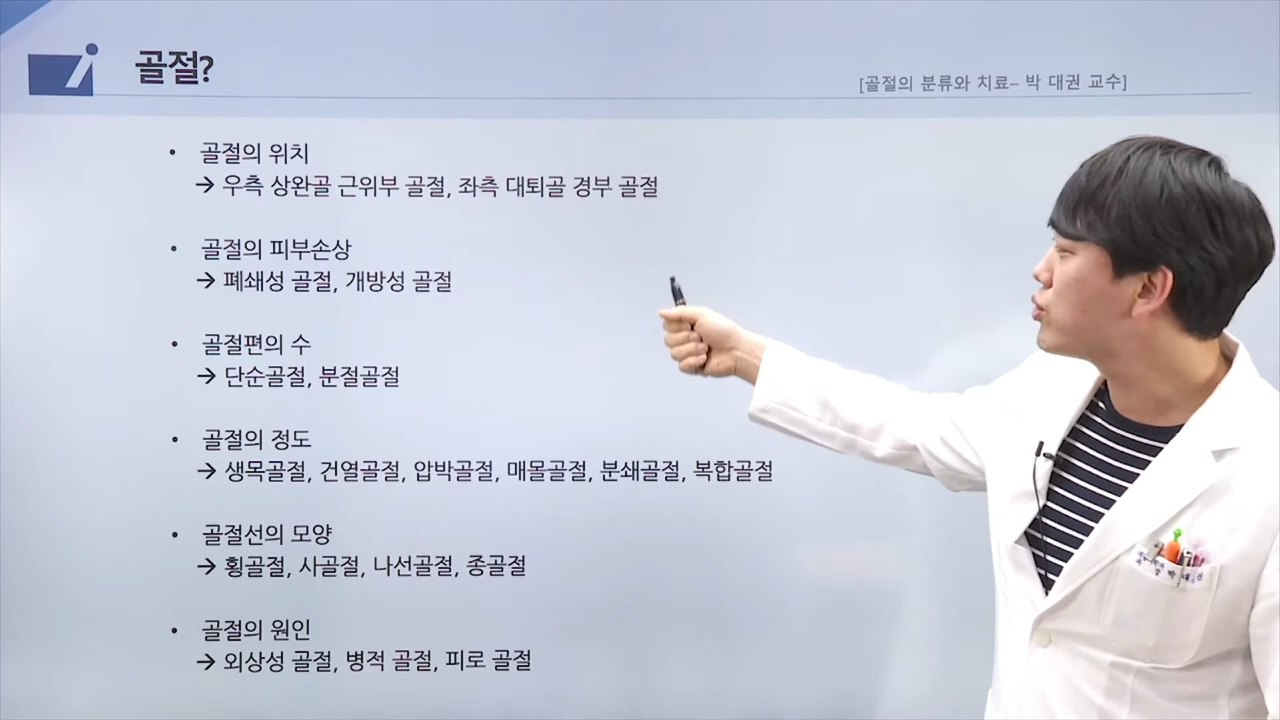 골절?
[골절의 분류와 치료– 박 대권 교수]
• 골절의 위치
→ 우측 상완골 근위부 골절, 좌측 대퇴골 경부 골절
• 골절의 피부손상
→ 폐쇄성 골절, 개방성 골절
• 골절편의 수
→ 단순골절, 분절골절
• 골절의 정도
→ 생목골절, 건열골절, 압박골절, 매몰골절, 분쇄골절, 복합골절
• 골절선의 모양
→ 횡골절, 사골절, 나선골절, 종골절
• 골절의 원인
→ 외상성 골절, 병적 골절, 피로 골절